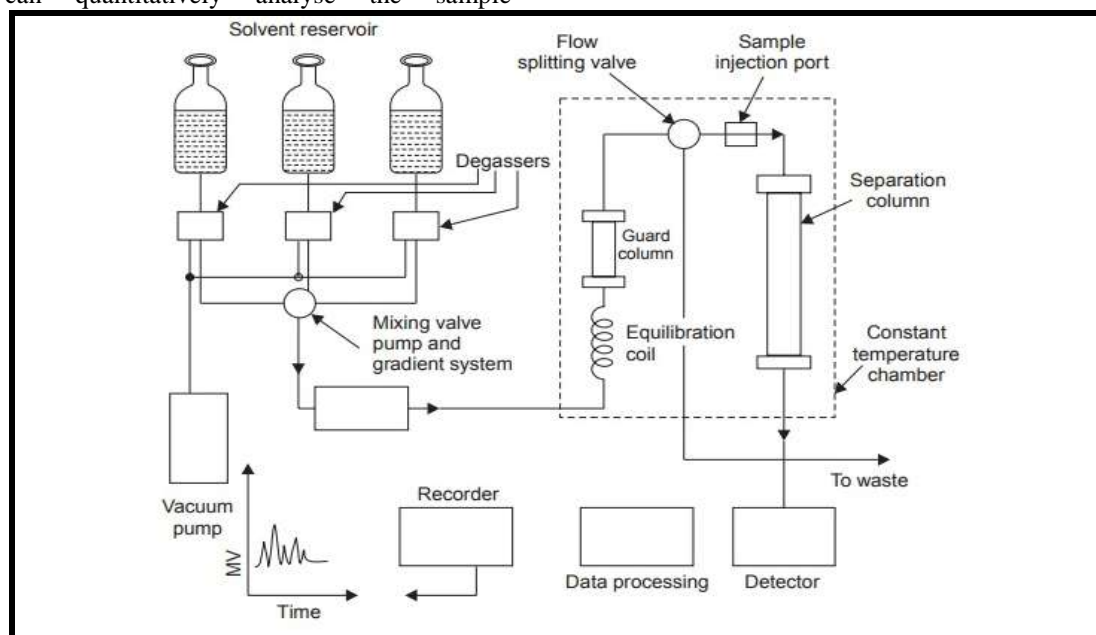 can quantitatively analyse the sample
Solvent reservoir
Flow
splitting valve
Sample
injection port
Degassers
Separation
column
Guard
column
Mixing valve
pump and
gradient system
Equilibration
coil
Constant
temperature
chamber
To waste
Vacuum
pump
MV
Time
Recorder
Data processing
Detector